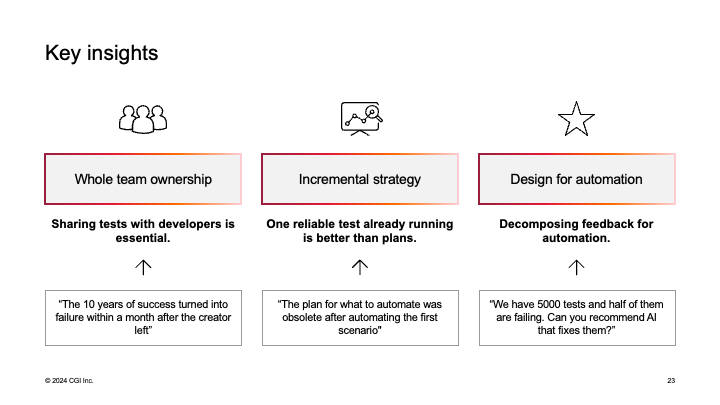 Key insights
Whole team ownership
Incremental strategy
Design for automation
Sharing tests with developers is
essential.
One reliable test already running
is better than plans.
Decomposing feedback for
automation.
"The 10 years of success turned into
failure within a month after the creator
left”
"The plan for what to automate was
obsolete after automating the first
scenario"
"We have 5000 tests and half of them
are failing. Can you recommend AI
that fixes them?”
© 2024 CGI Inc.
23